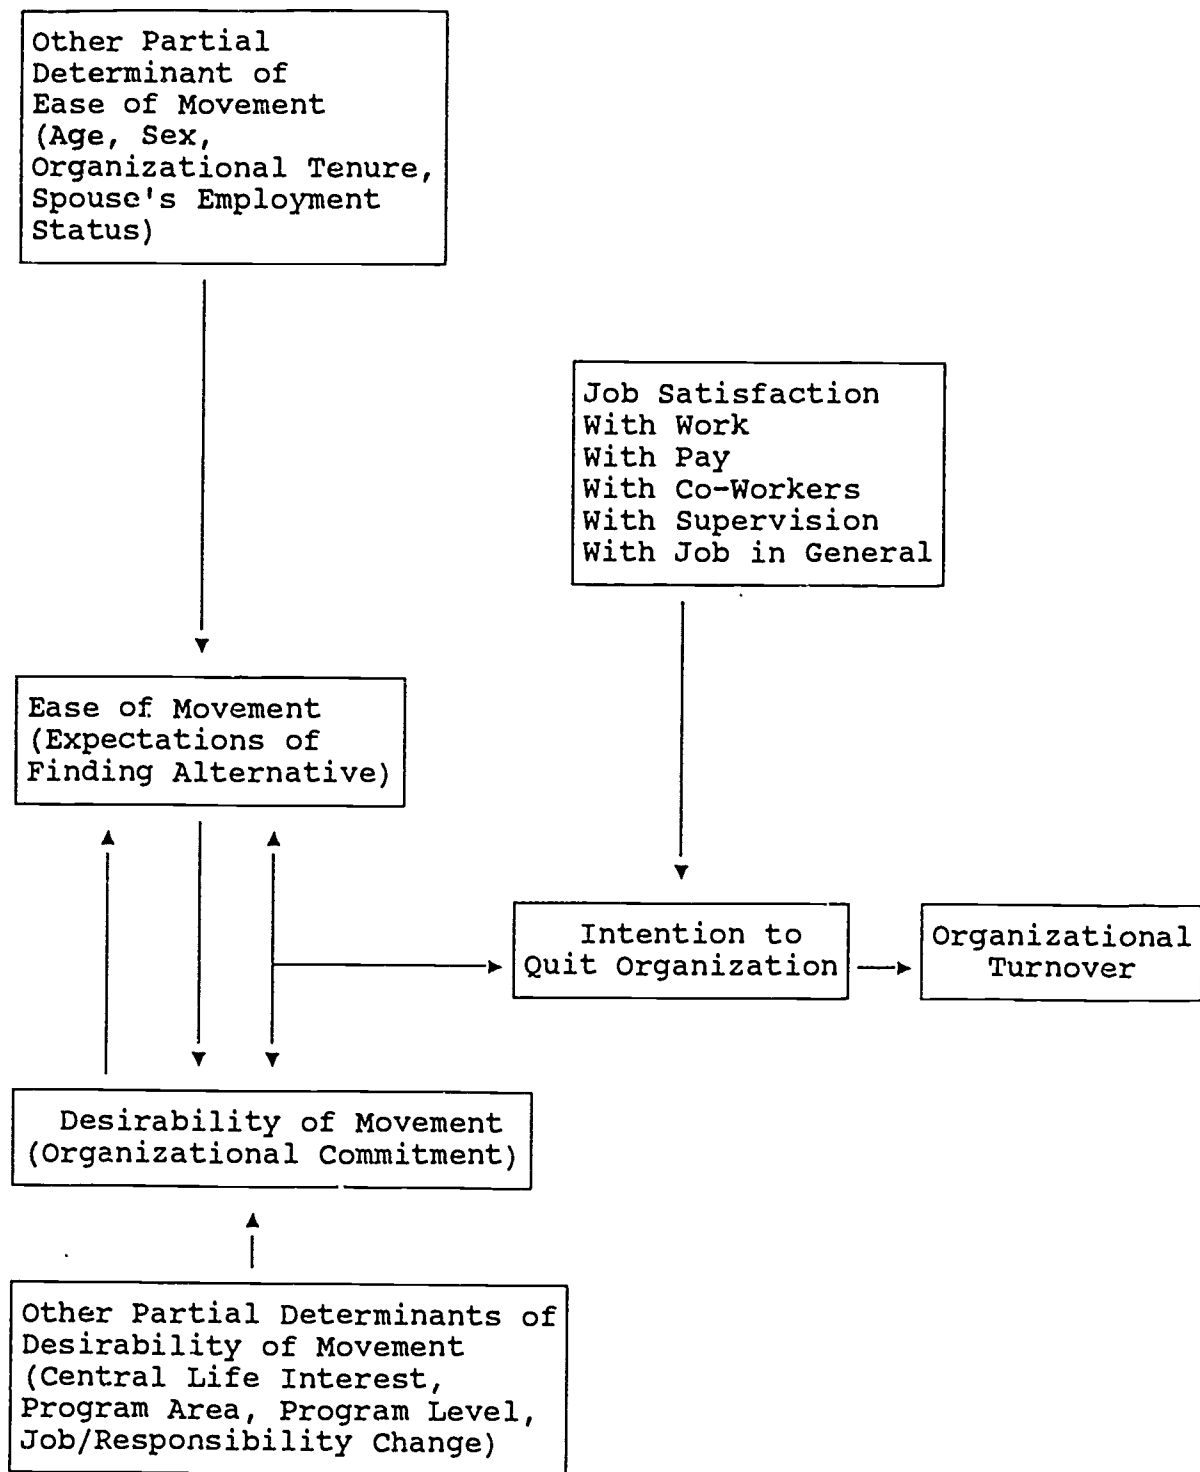 Other Partial
Determinant of
Ease of Movement
(Age, Sex,
Organizational Tenure,
Spouse's Employment
Status)
Job Satisfaction
With Work
With Pay
With Co-Workers
With Supervision
With Job in General
Ease of Movement
(Expectations of
Finding Alternative)
Intention to
Quit Organization
Organizational
Turnover
Desirability of Movement
(Organizational Commitment)
Other Partial Determinants of
Desirability of Movement
(Central Life Interest,
Program Area, Program Level,
Job/Responsibility Change)